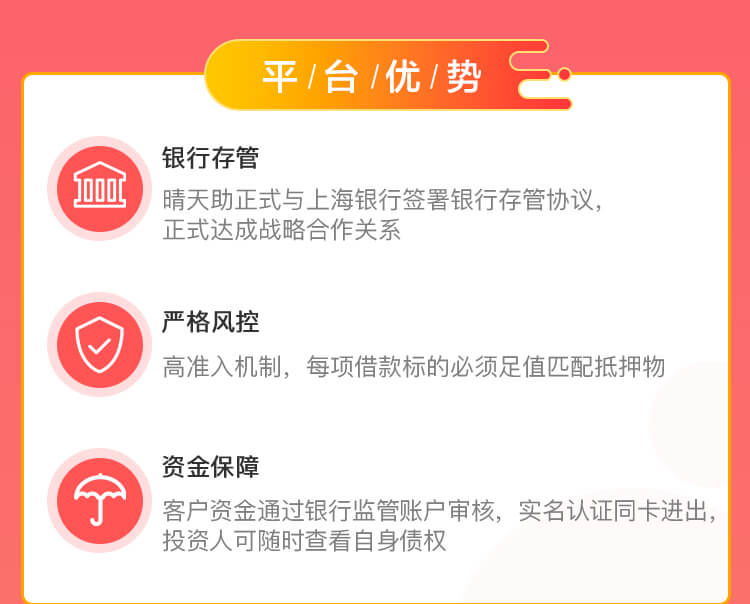 平/台/优/势
银行存管
晴天助正式与上海银行签署银行存管协议，
正式达成战略合作关系
严格风控
高准入机制，每项借款标的必须足值匹配抵押物
资金保障
客户资金通过银行监管账户审核，实名认证同卡进出，
投资人可随时查看自身债权